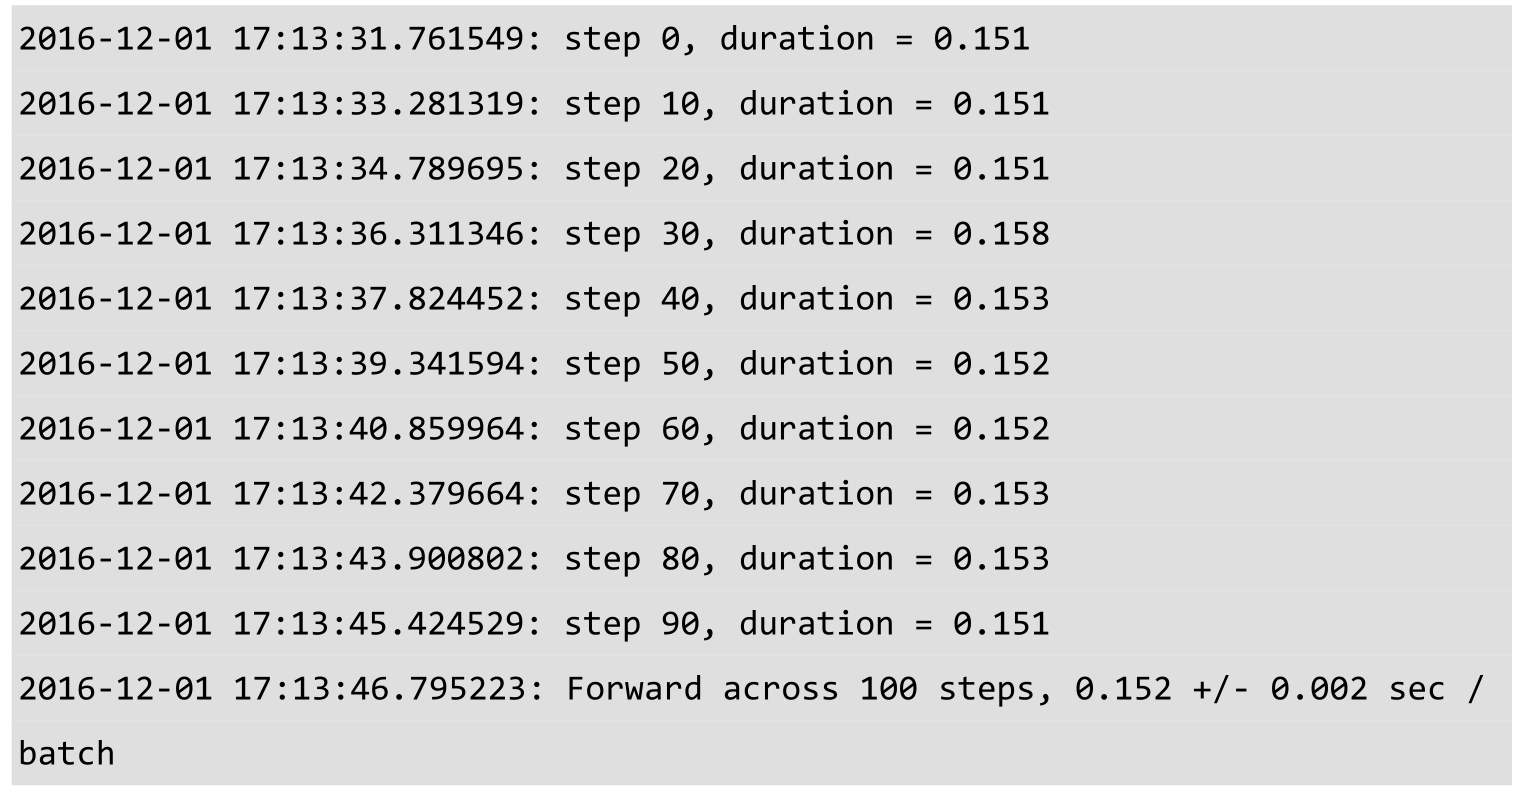 2016-12-01 17:13:31.761549: step 0, duration = 0.151
2016-12-01 17:13:33.281319: step 10, duration = 0.151
2016-12-01 17:13:34.789695: step 20, duration = 0.151
2016-12-01 17:13:36.311346: step 30, duration = 0.158
2016-12-01 17:13:37.824452: step 40, duration = 0.153
2016-12-01 17:13:39.341594: step 50, duration = 0.152
2016-12-01 17:13:40.859964: step 60, duration = 0.152
2016-12-01 17:13:42.379664: step 70, duration = 0.153
2016-12-01 17:13:43.900802: step 80, duration = 0.153
2016-12-01 17:13:45.424529: step 90, duration = 0.151
2016-12-01 17:13:46.795223: Forward across 100 steps, 0.152 +/- 0.002 sec /
batch